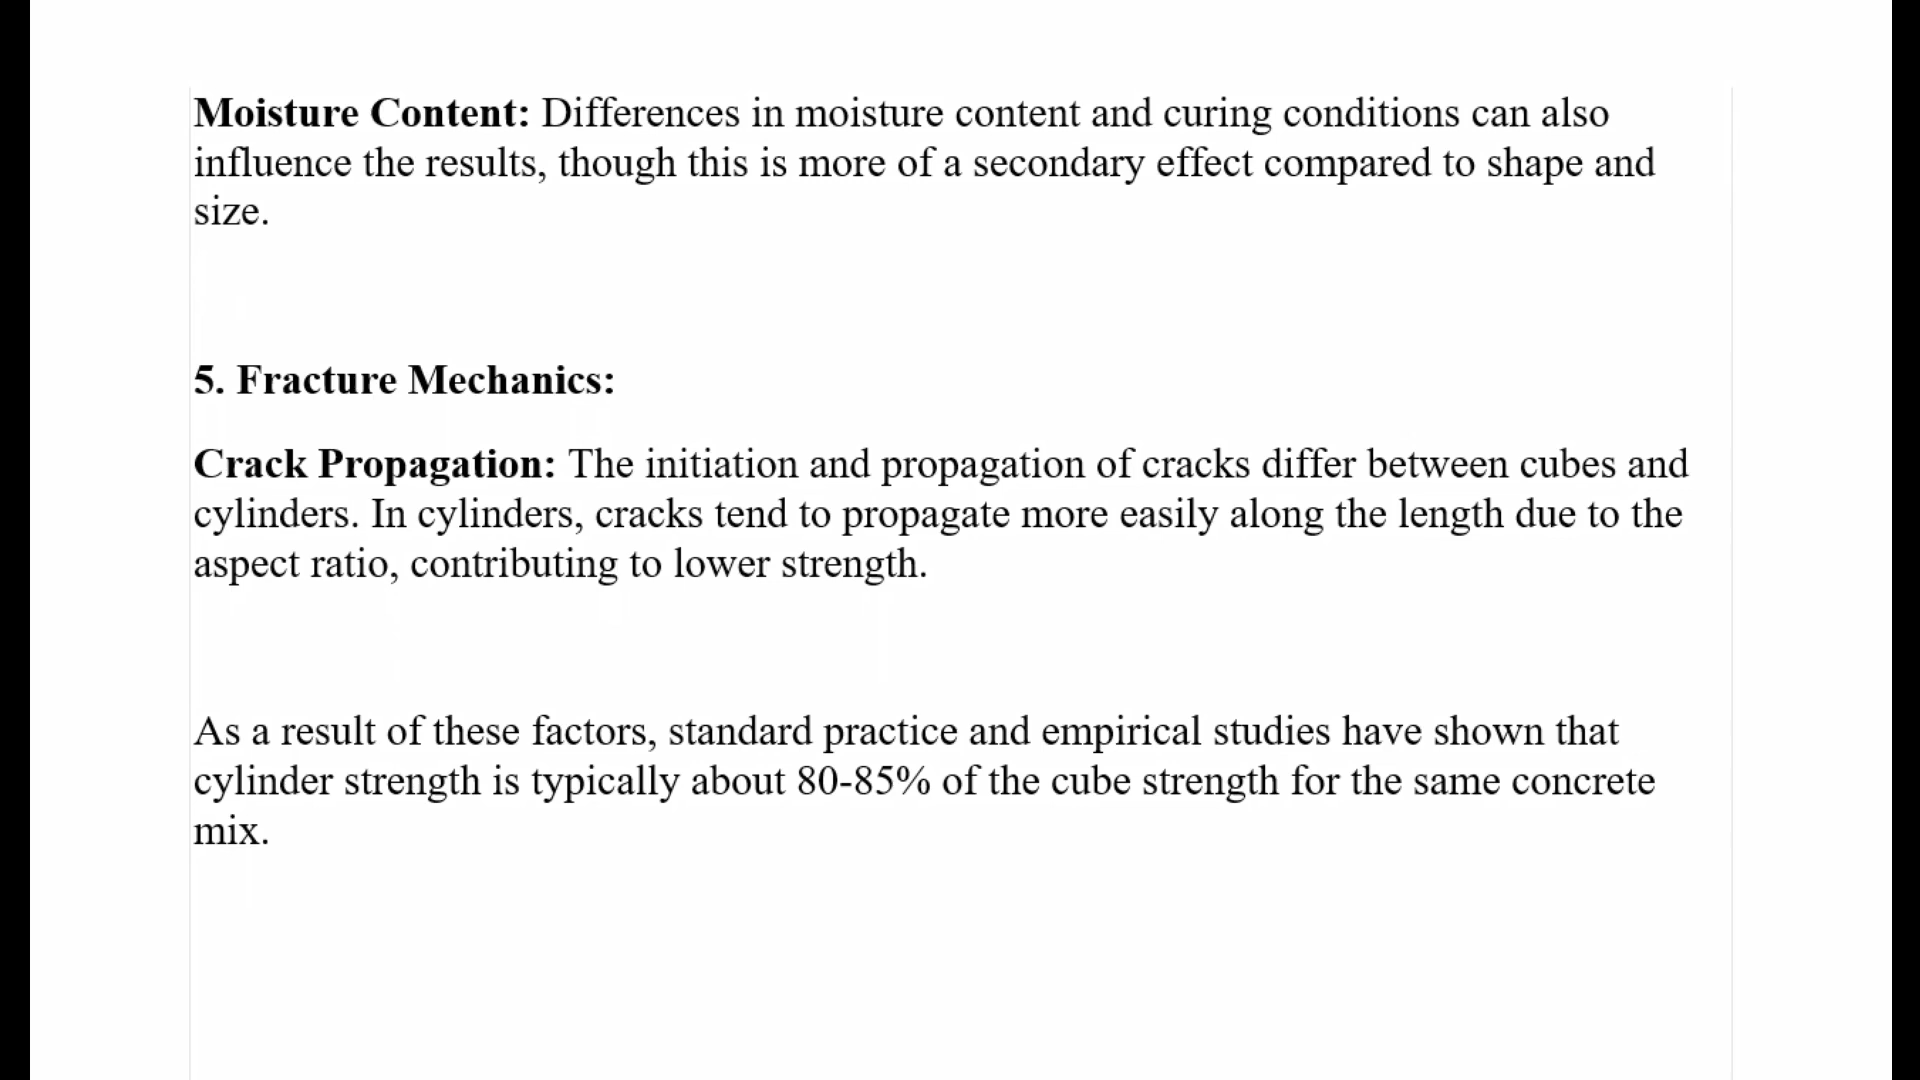 Moisture Content: Differences in moisture content and curing conditions can also
influence the results, though this is more of a secondary effect compared to shape and
size.
5. Fracture Mechanics:
Crack Propagation: The initiation and propagation of cracks differ between cubes and
cylinders. In cylinders, cracks tend to propagate more easily along the length due to the
aspect ratio, contributing to lower strength.
As a result of these factors, standard practice and empirical studies have shown that
cylinder strength is typically about 80-85% of the cube strength for the same concrete
mix.